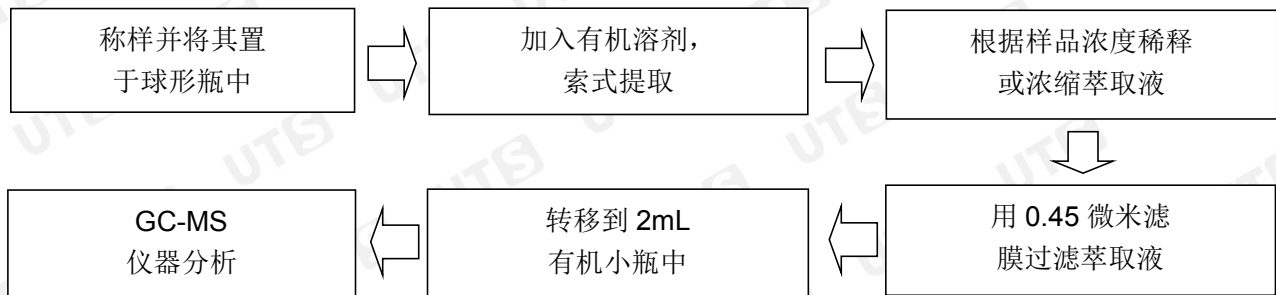 称样并将其置
于球形瓶中
加入有机溶剂，
索式提取
根据样品浓度稀释
或浓缩萃取液
用 0.45 微米滤
膜过滤萃取液
转移到 2mL
有机小瓶中
GC-MS
仪器分析